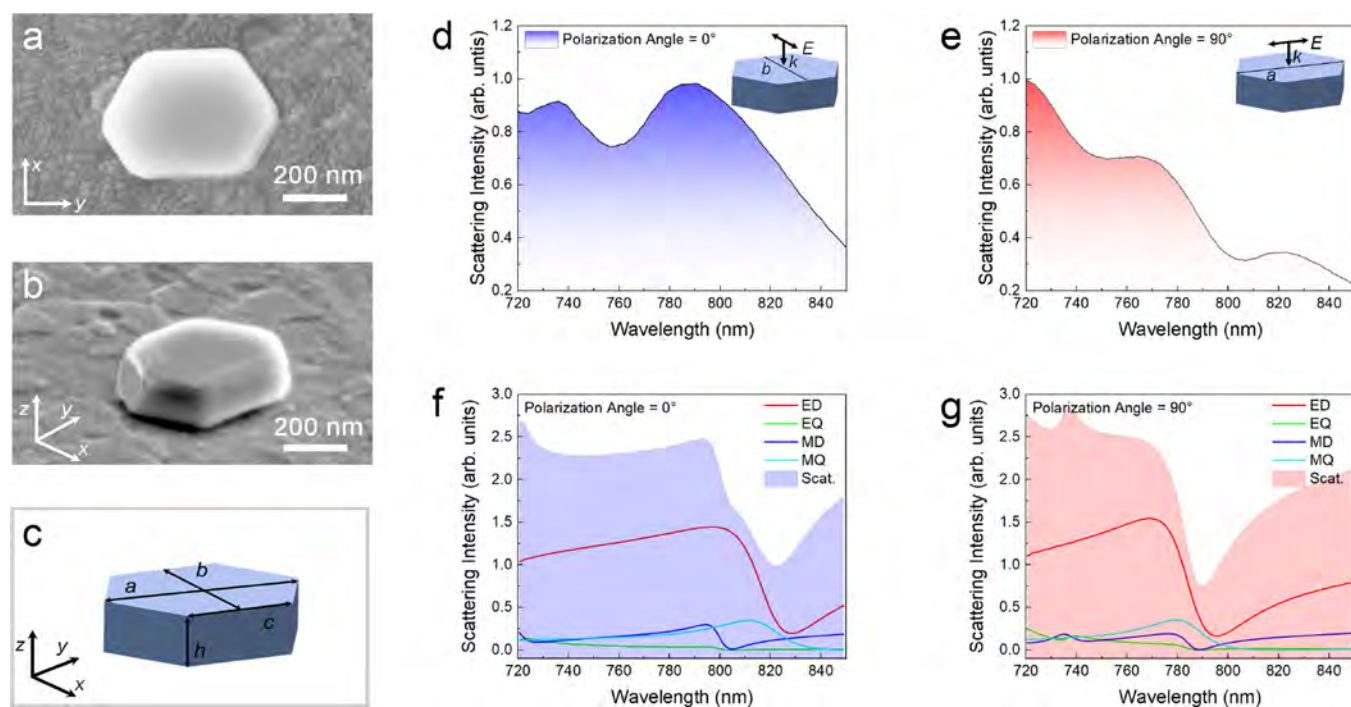 a
x
y
200 nm
b
z
y
x
200 nm
c
a
b
c
h
z
y
x
d
Scattering Intensity (arb. untis)
1.2
1.0
0.8
0.6
0.4
0.2
Polarization Angle = 0°
E
k
b
720 740 760 780 800 820 840
Wavelength (nm)
e
Scattering Intensity (arb. untis)
1.2
1.0
0.8
0.6
0.4
0.2
Polarization Angle = 90°
E
k
a
720 740 760 780 800 820 840
Wavelength (nm)
f
Scattering Intensity (arb. units)
3.0
2.5
2.0
1.5
1.0
0.5
0.0
Polarization Angle = 0°
ED
EQ
MD
MQ
Scat.
720 740 760 780 800 820 840
Wavelength (nm)
g
Scattering Intensity (arb. units)
3.0
2.5
2.0
1.5
1.0
0.5
0.0
Polarization Angle = 90°
ED
EQ
MD
MQ
Scat.
720 740 760 780 800 820 840
Wavelength (nm)